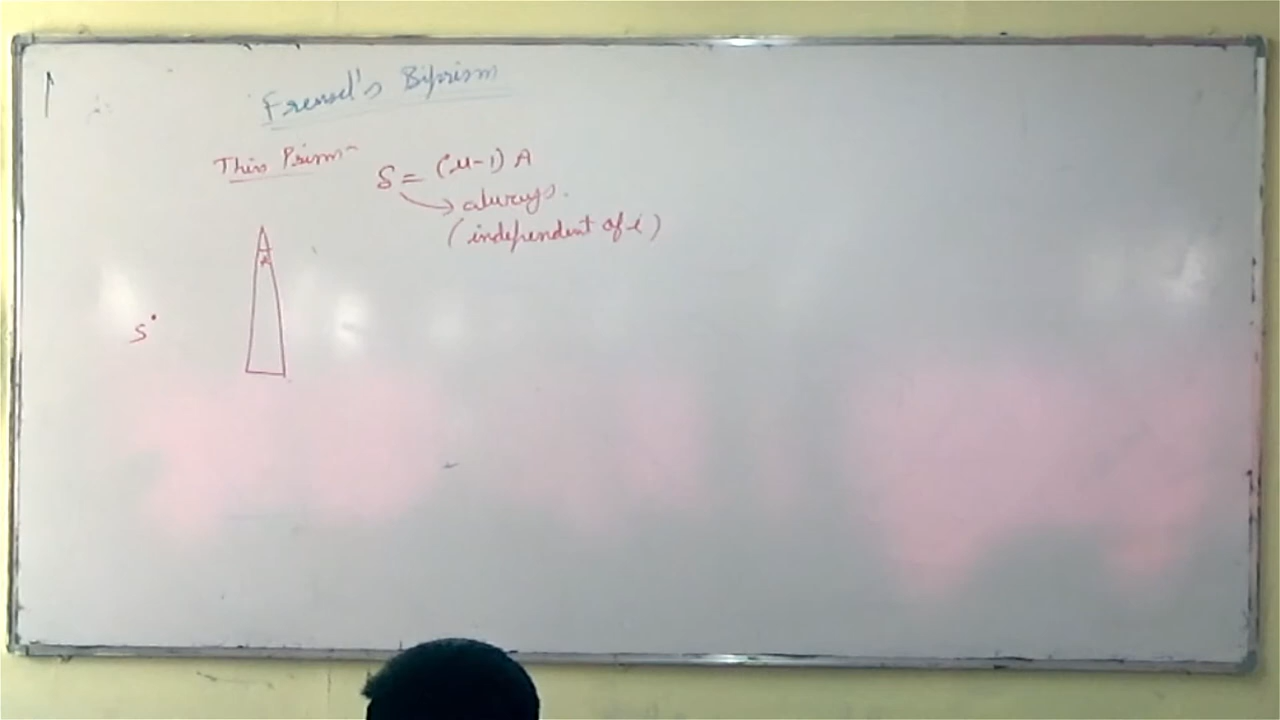 Fresnel's Biprism
Thin Prism-
δ = (μ-1) A
always.
(independent of i)
A
S